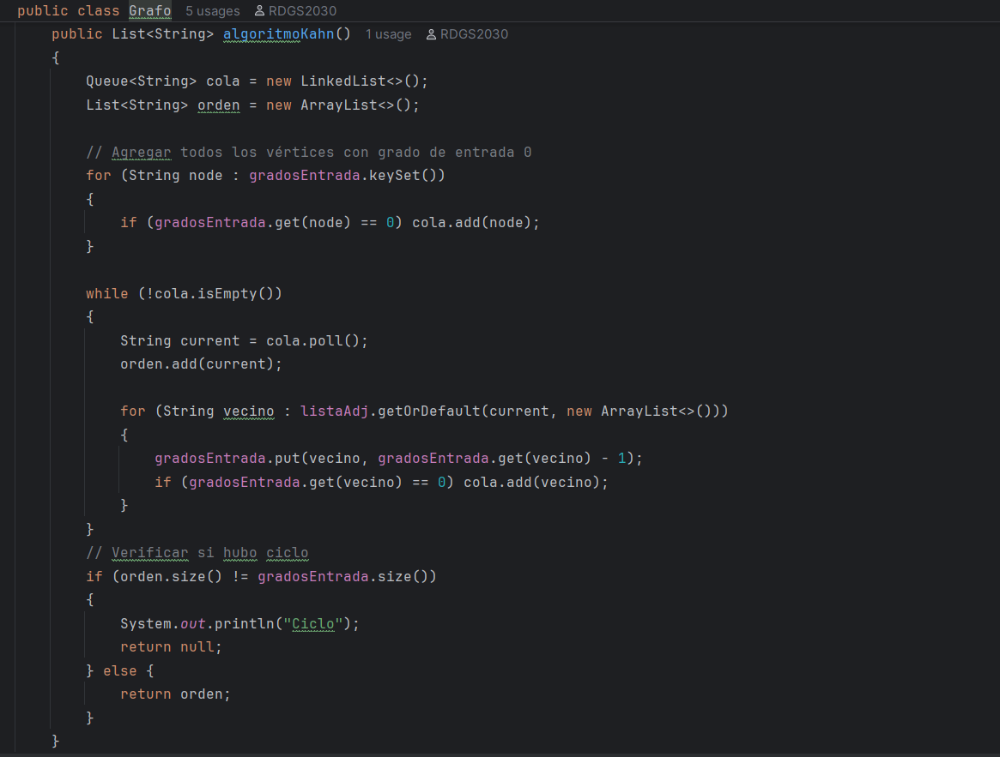 public class Grafo 5 usages RDGS2030
public List<String> algoritmoKahn() 1 usage RDGS2030
{
Queue<String> cola = new LinkedList<>();
List<String> orden = new ArrayList<>();
// Agregar todos los vértices con grado de entrada 0
for (String node : gradosEntrada.keySet())
{
if (gradosEntrada.get(node) == 0) cola.add(node);
}
while (!cola.isEmpty())
{
String current = cola.poll();
orden.add(current);
for (String vecino : listaAdj.getOrDefault(current, new ArrayList<>()))
{
gradosEntrada.put(vecino, gradosEntrada.get(vecino) - 1);
if (gradosEntrada.get(vecino) == 0) cola.add(vecino);
}
}
// Verificar si hubo ciclo
if (orden.size() != gradosEntrada.size())
{
System.out.println("Ciclo");
return null;
} else {
return orden;
}
}